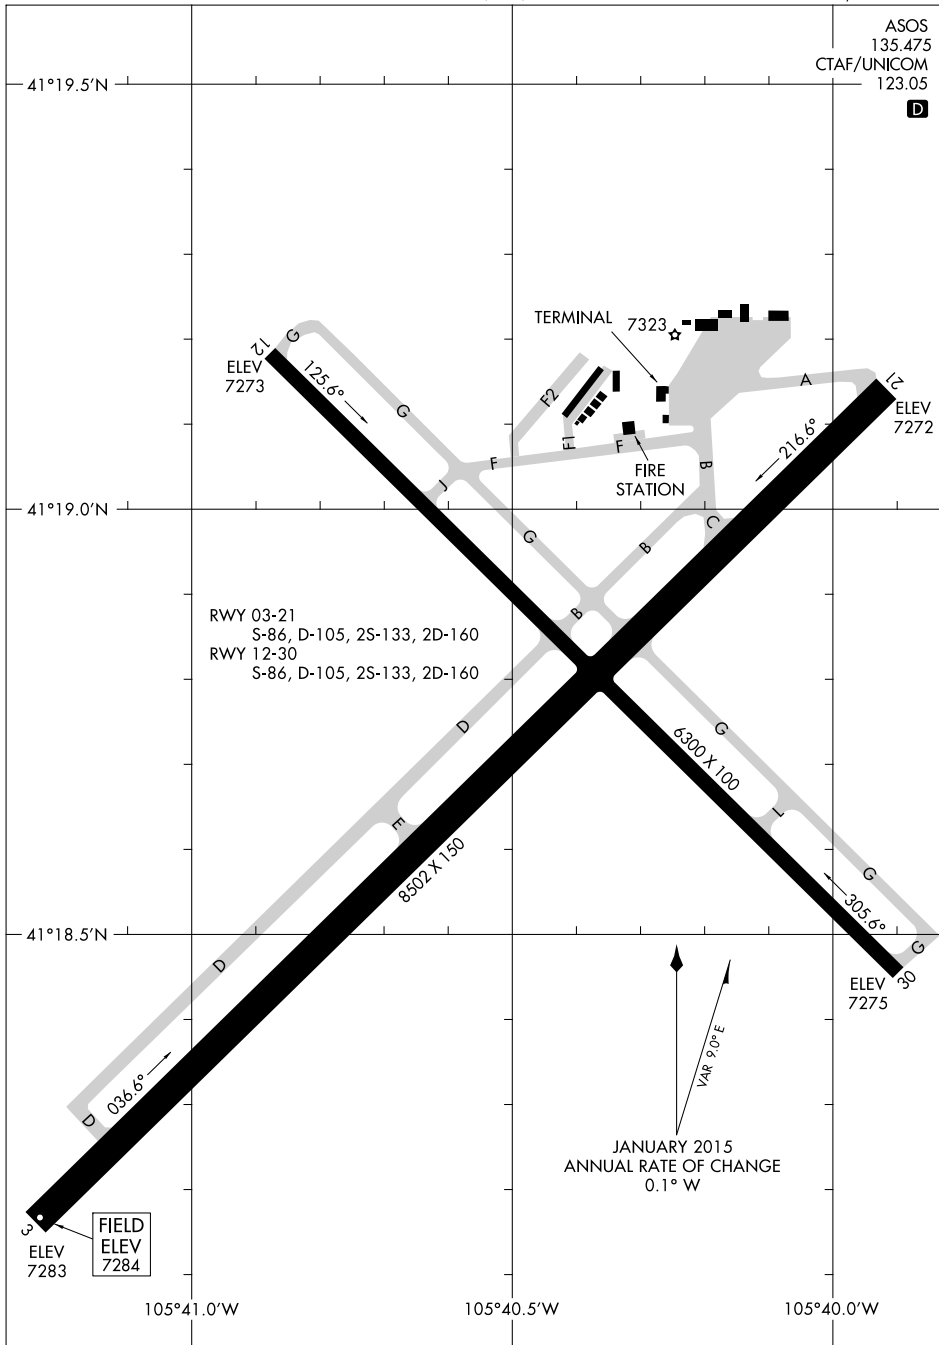 ASOS
135.475
CTAF/UNICOM
123.05
D
41°19.5'N
TERMINAL
7323
G
12
ELEV
7273
125.6°
G
F2
A
21
ELEV
7272
F1
F
F
216.6°
FIRE
STATION
B
J
41°19.0'N
C
G
B
B
RWY 03-21
S-86, D-105, 2S-133, 2D-160
RWY 12-30
S-86, D-105, 2S-133, 2D-160
D
G
6300 X 100
I
E
8502 X 150
G
305.6°
41°18.5'N
G
D
30
ELEV
7275
VAR 9.0° E
036.6°
D
JANUARY 2015
ANNUAL RATE OF CHANGE
0.1° W
3
FIELD
ELEV
7284
ELEV
7283
105°41.0'W
105°40.5'W
105°40.0'W